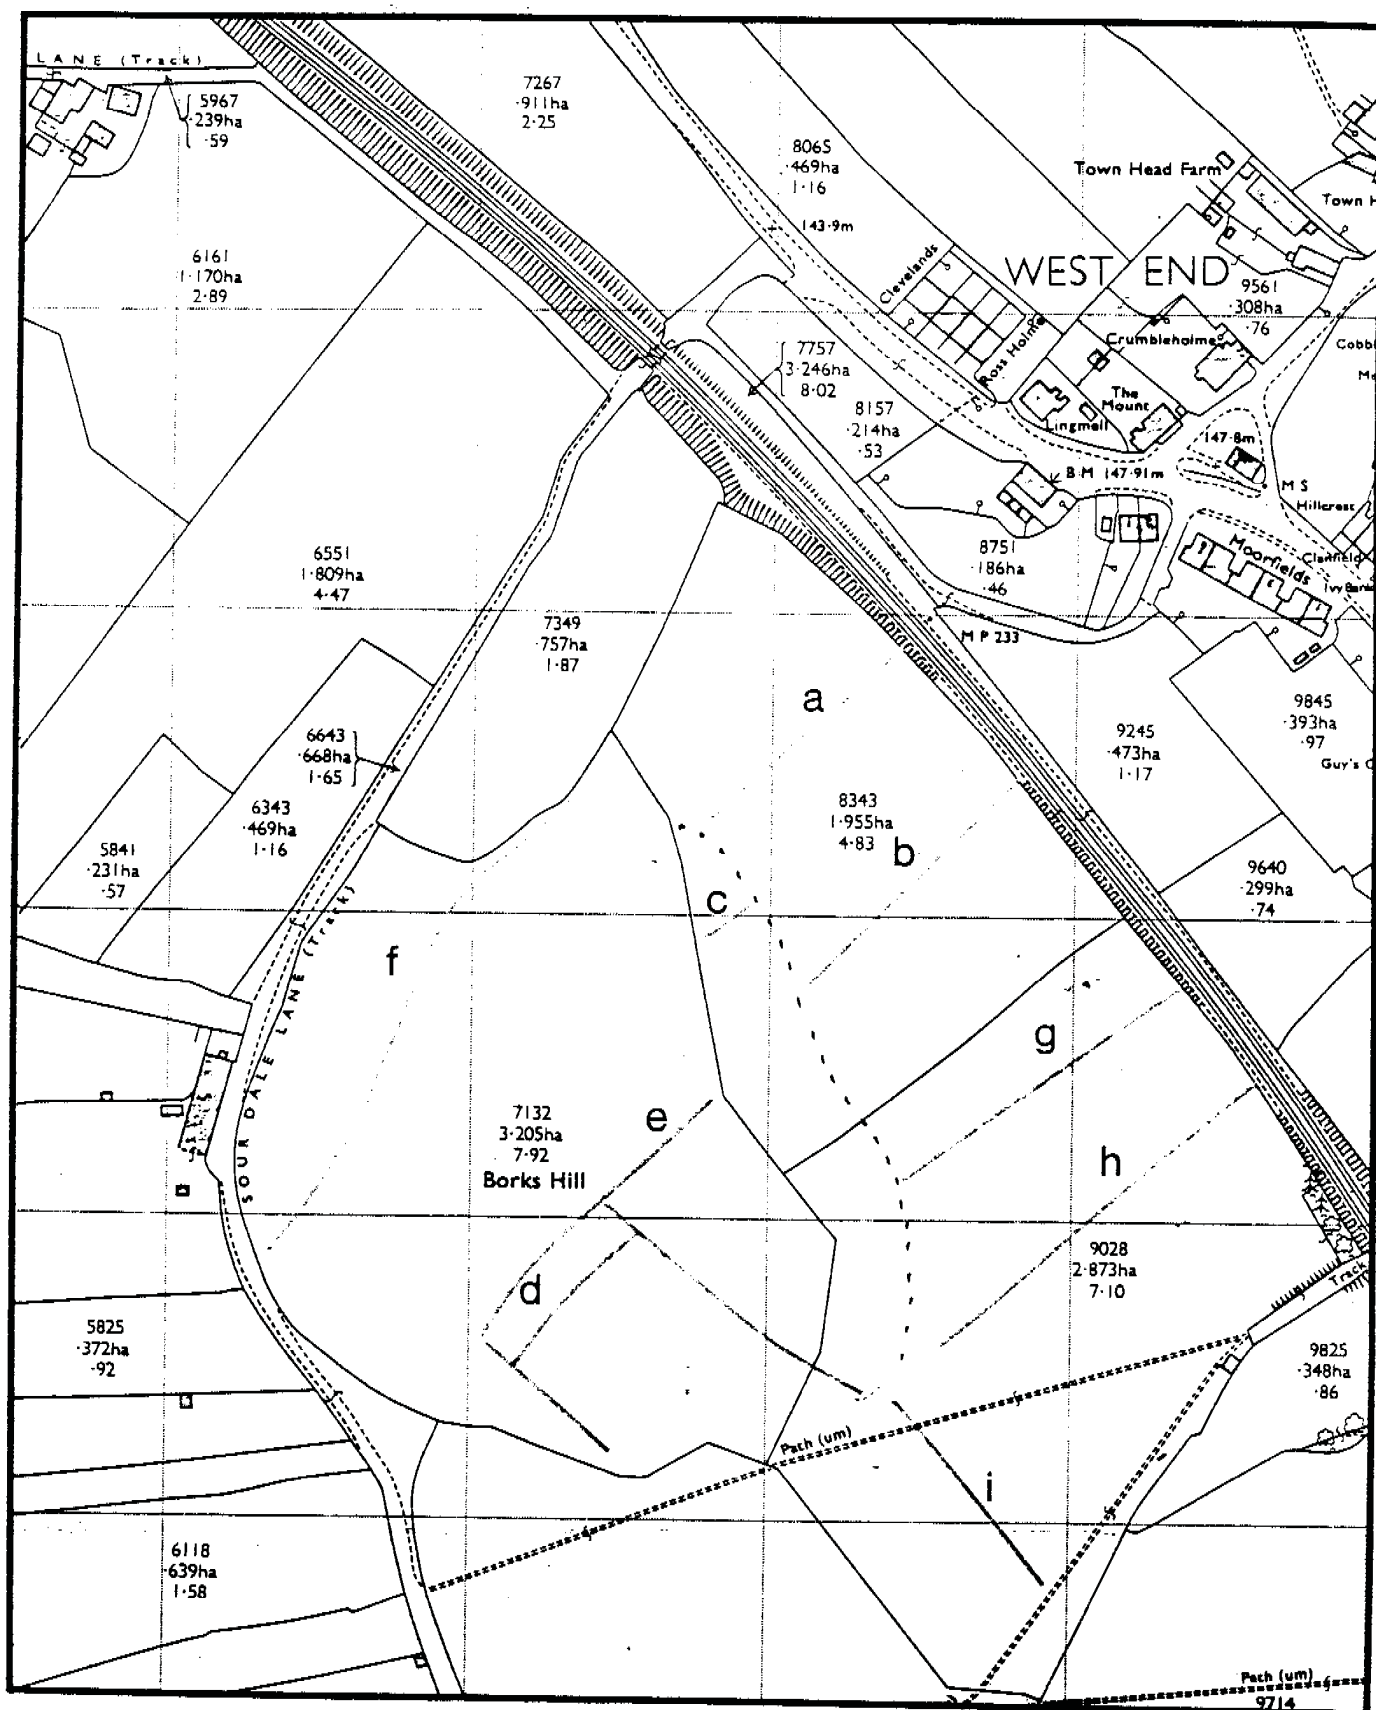 LANE (Track)
5967
·239ha
·59
7267
·911ha
2·25
8065
·469ha
1·16
143·9m
Town Head Farm
Town H
6161
1·170ha
2·89
Clevelands
WEST END
9561
·308ha
·76
Ross Holme
Crumbleholme
Cobbl
7757
3·246ha
8·02
The
Mount
Lingmell
8157
·214ha
·53
147·8m
B M 147·91m
M S
Hillcrest
Moorfields
Clanfield
Ivy Bank
6551
1·809ha
4·47
8751
·186ha
·46
7349
·757ha
1·87
M P 233
a
9845
·393ha
·97
Guy's C
6643
·668ha
1·65
9245
·473ha
1·17
6343
·469ha
1·16
8343
1·955ha
4·83
b
5841
·231ha
·57
9640
·299ha
·74
c
f
SOUR DALE LANE (Track)
g
e
7132
3·205ha
7·92
Borks Hill
h
d
9028
2·873ha
7·10
Track
5825
·372ha
·92
9825
·348ha
·86
Path (um)
i
6118
·639ha
1·58
Path (um)
9714